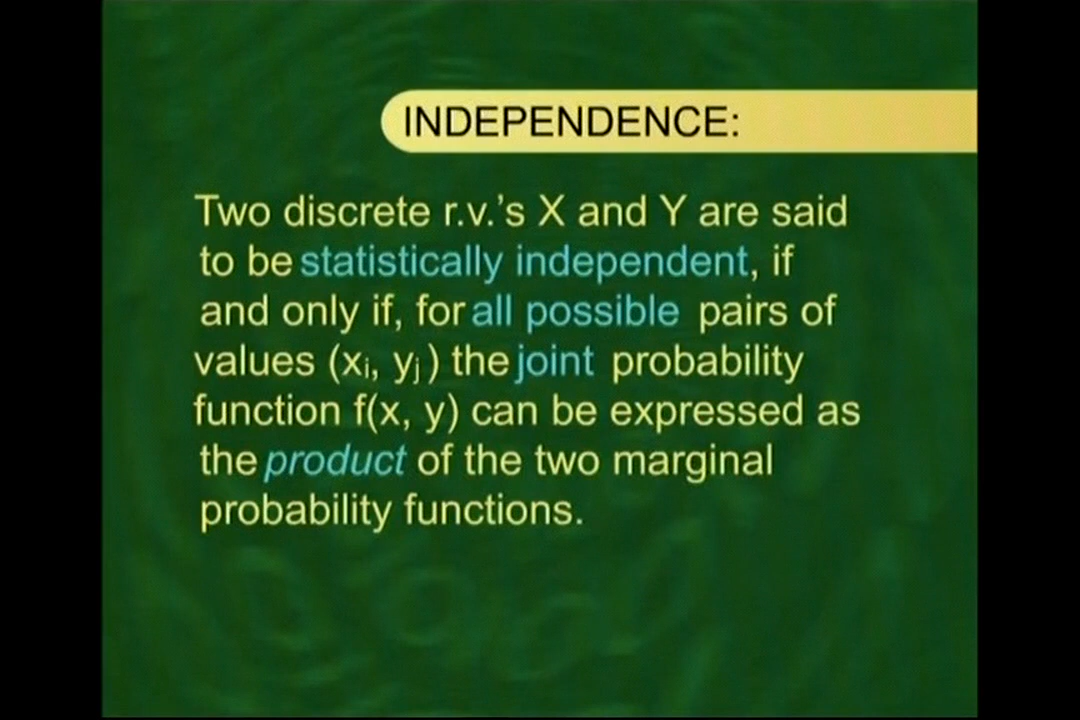 INDEPENDENCE:
Two discrete r.v.'s X and Y are said
to be statistically independent, if
and only if, for all possible pairs of
values (xᵢ, yⱼ) the joint probability
function f(x, y) can be expressed as
the product of the two marginal
probability functions.